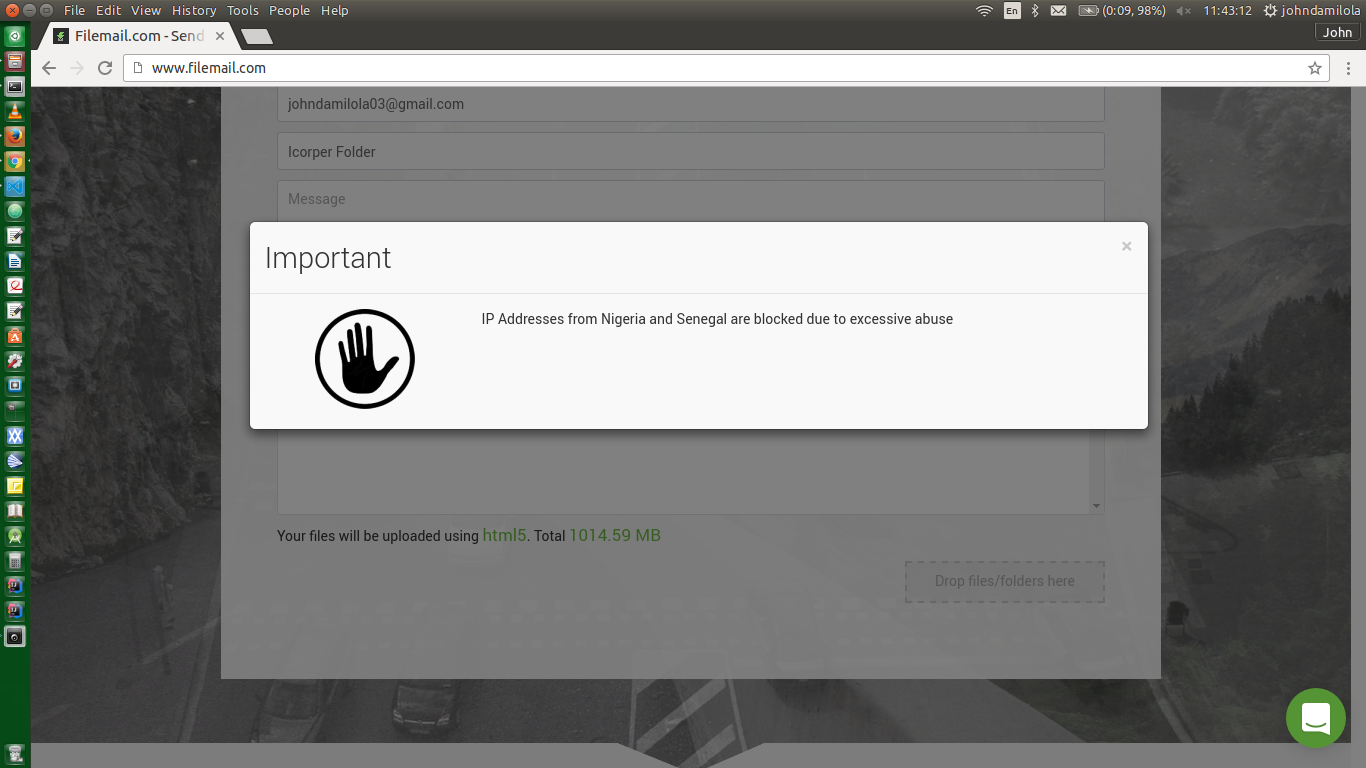 File Edit View History Tools People Help
En
(0:09, 98%)
11:43:12
johndamilola
Filemail.com - Send
John
www.filemail.com
johndamilola03@gmail.com
Icorper Folder
Message
Important
×
IP Addresses from Nigeria and Senegal are blocked due to excessive abuse
Your files will be uploaded using html5. Total 1014.59 MB
Drop files/folders here